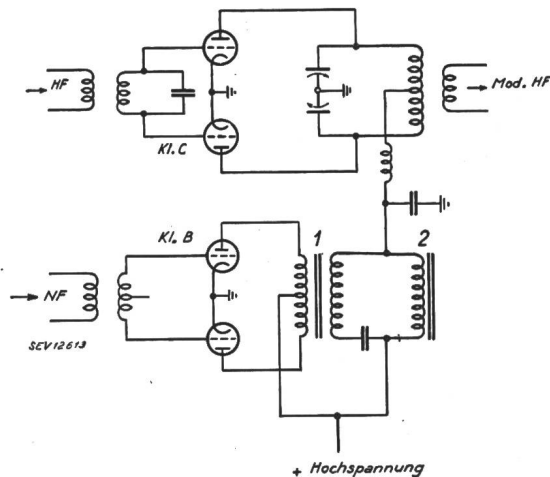 HF
Mod. HF
Kl. C
Kl. B
1
2
NF
SEV12613
+ Hochspannung